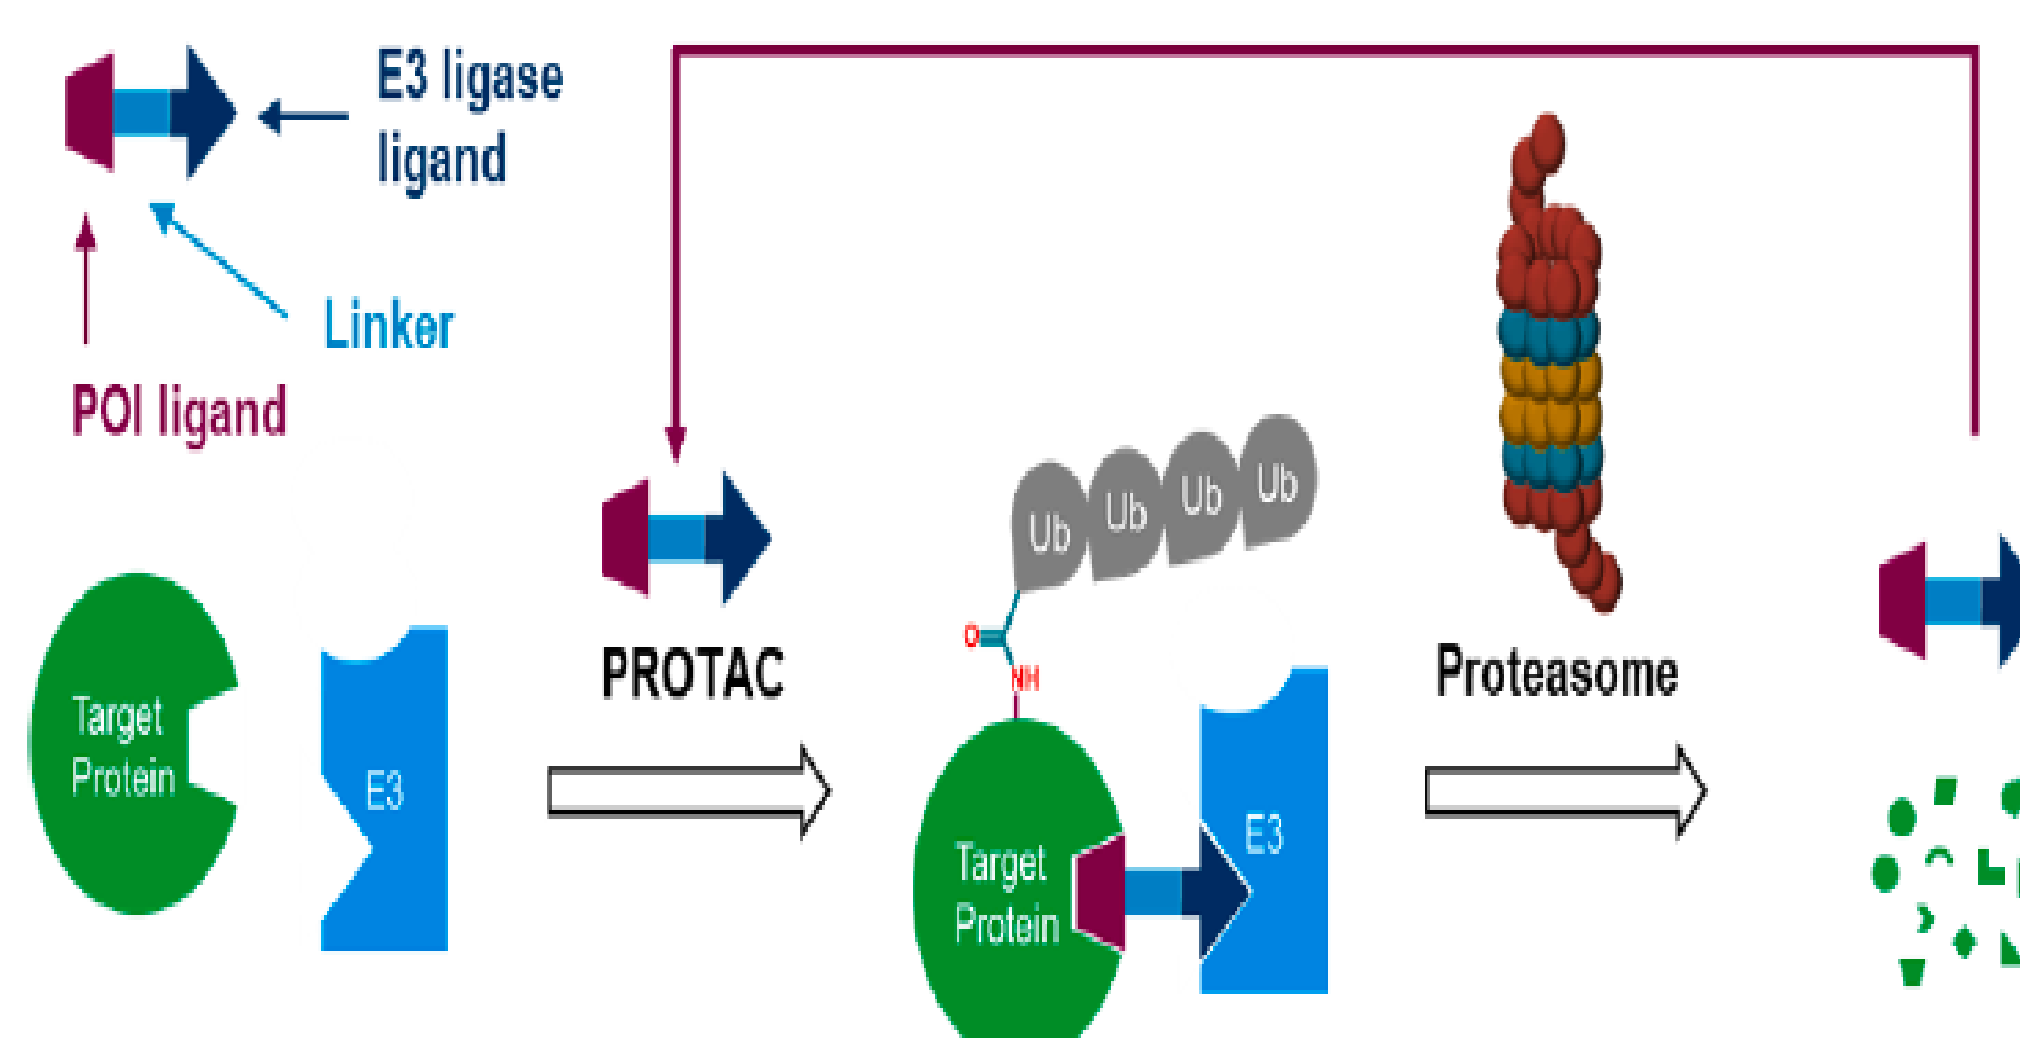 E3 ligase
ligand
Linker
POI ligand
Ub
Ub
Ub
Ub
O
NH
PROTAC
Proteasome
Target
Protein
E3
Target
Protein
E3